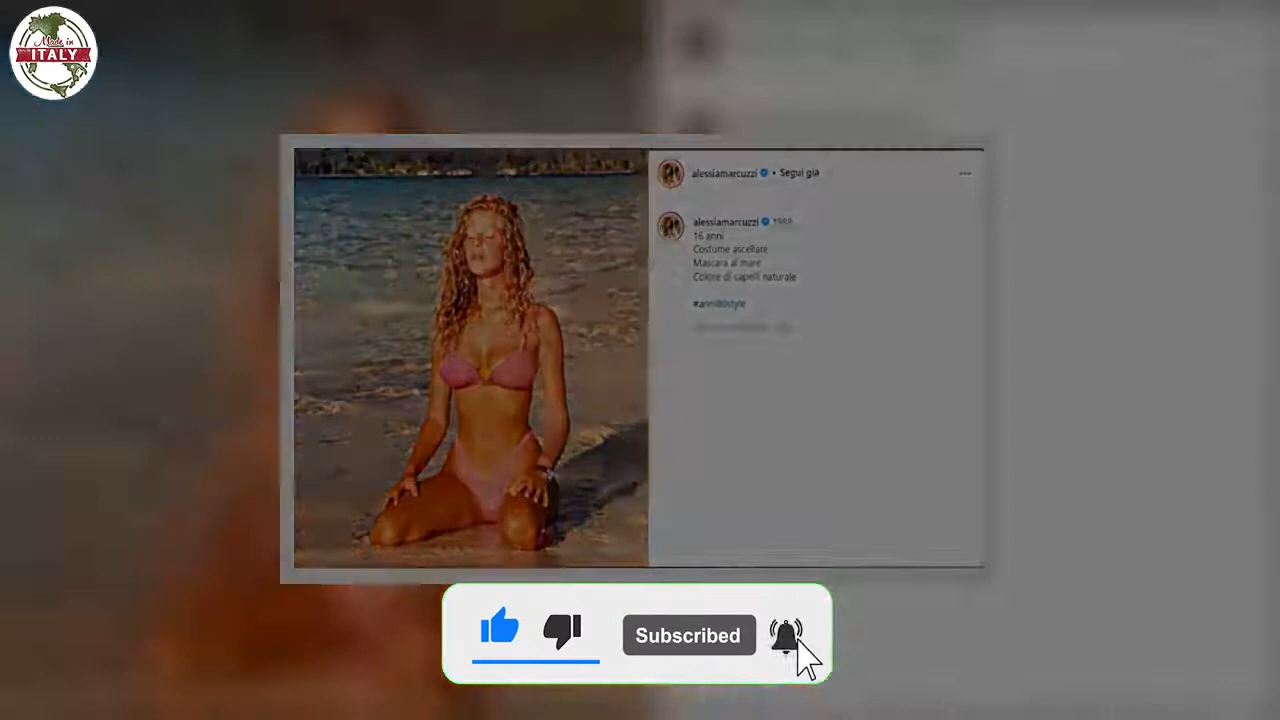 Made in
ITALY
alessiamarcuzzi • Segui già
alessiamarcuzzi
16 anni
Costume ascellare
Mascara al mare
Colore di capelli naturale
#anni80style
Subscribed